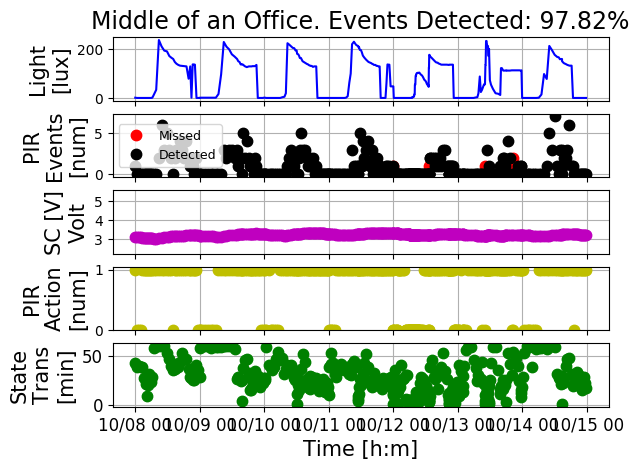 Middle of an Office. Events Detected: 97.82%
Light
[lux]
200
0
PIR
Events
[num]
5
0
Missed
Detected
SC [V]
Volt
5
4
3
PIR
Action
[num]
1
0
State
Trans
[min]
50
0
10/08 00 10/09 00 10/10 00 10/11 00 10/12 00 10/13 00 10/14 00 10/15 00
Time [h:m]